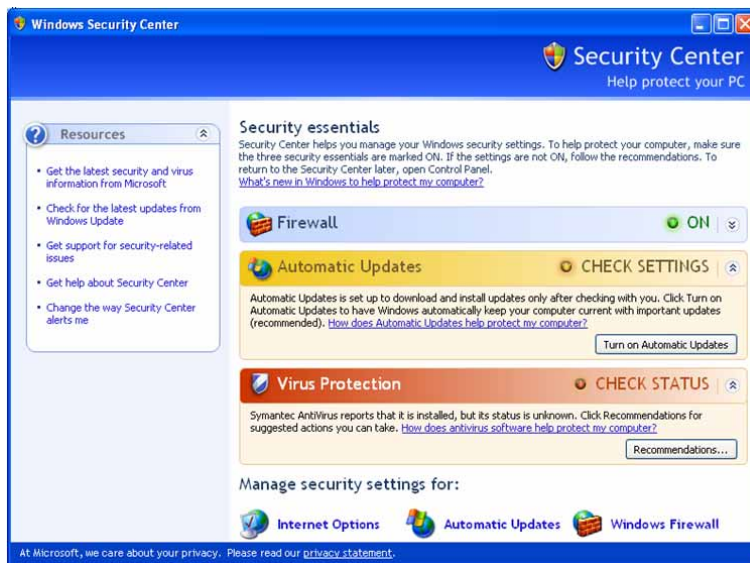 Windows Security Center
Security Center
Help protect your PC
Resources
• Get the latest security and virus
information from Microsoft
• Check for the latest updates from
Windows Update
• Get support for security-related
issues
• Get help about Security Center
• Change the way Security Center
alerts me
Security essentials
Security Center helps you manage your Windows security settings. To help protect your computer, make sure
the three security essentials are marked ON. If the settings are not ON, follow the recommendations. To
return to the Security Center later, open Control Panel.
What's new in Windows to help protect my computer?
Firewall
ON
Automatic Updates
CHECK SETTINGS
Automatic Updates is set up to download and install updates only after checking with you. Click Turn on
Automatic Updates to have Windows automatically keep your computer current with important updates
(recommended). How does Automatic Updates help protect my computer?
Turn on Automatic Updates
Virus Protection
CHECK STATUS
Symantec AntiVirus reports that it is installed, but its status is unknown. Click Recommendations for
suggested actions you can take. How does antivirus software help protect my computer?
Recommendations...
Manage security settings for:
Internet Options
Automatic Updates
Windows Firewall
At Microsoft, we care about your privacy. Please read our privacy statement.